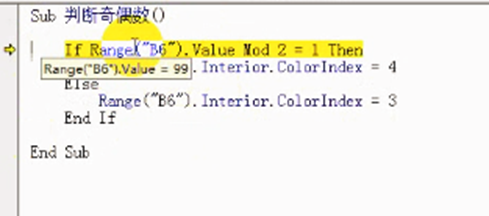 Sub 判断奇偶数()
If Range("B6").Value Mod 2 = 1 Then
Range("B6").Value = 99
.Interior.ColorIndex = 4
Else
Range("B6").Interior.ColorIndex = 3
End If
End Sub